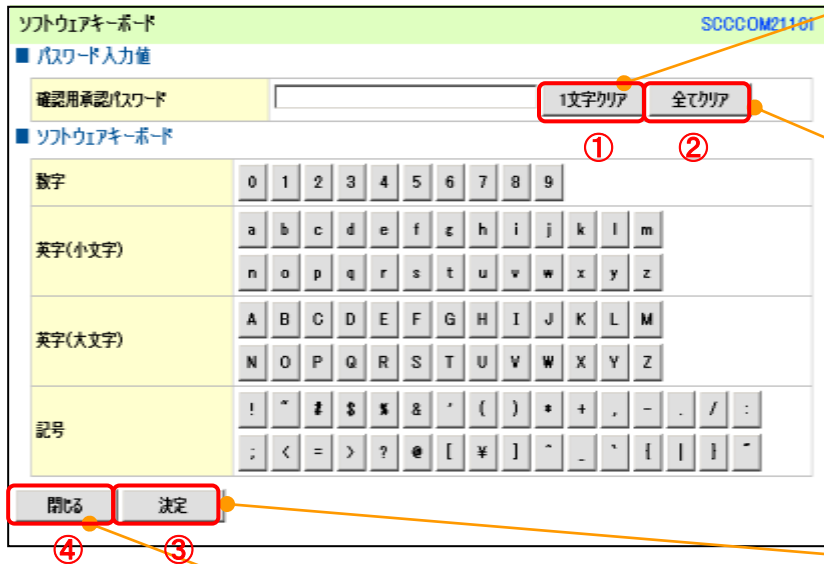 ソフトウェアキーボード SCCCOM21101
■ パスワード入力値
確認用承認パスワード 1文字クリア 全てクリア
① ②
■ ソフトウェアキーボード
数字 0 1 2 3 4 5 6 7 8 9
英字(小文字)
a b c d e f g h i j k l m
n o p q r s t u v w x y z
英字(大文字)
A B C D E F G H I J K L M
N O P Q R S T U V W X Y Z
記号
! " # $ % & ' ( ) * + , - . / :
; < = > ? @ [ ¥ ] ^ _ ` { | } ~
閉じる 決定
④ ③